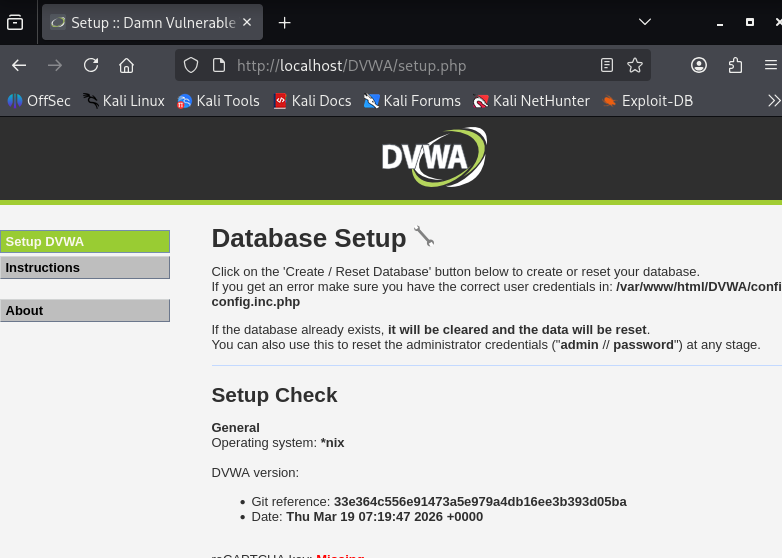 Setup :: Damn Vulnerable
http://localhost/DVWA/setup.php
OffSec Kali Linux Kali Tools Kali Docs Kali Forums Kali NetHunter Exploit-DB
DVWA
Setup DVWA
Instructions
About
Database Setup
Click on the 'Create / Reset Database' button below to create or reset your database.
If you get an error make sure you have the correct user credentials in: /var/www/html/DVWA/confi
config.inc.php
If the database already exists, it will be cleared and the data will be reset.
You can also use this to reset the administrator credentials ("admin // password") at any stage.
Setup Check
General
Operating system: *nix
DVWA version:
Git reference: 33e364c556e91473a5e979a4db16ee3b393d05ba
Date: Thu Mar 19 07:19:47 2026 +0000
reCAPTCHA key: Missing